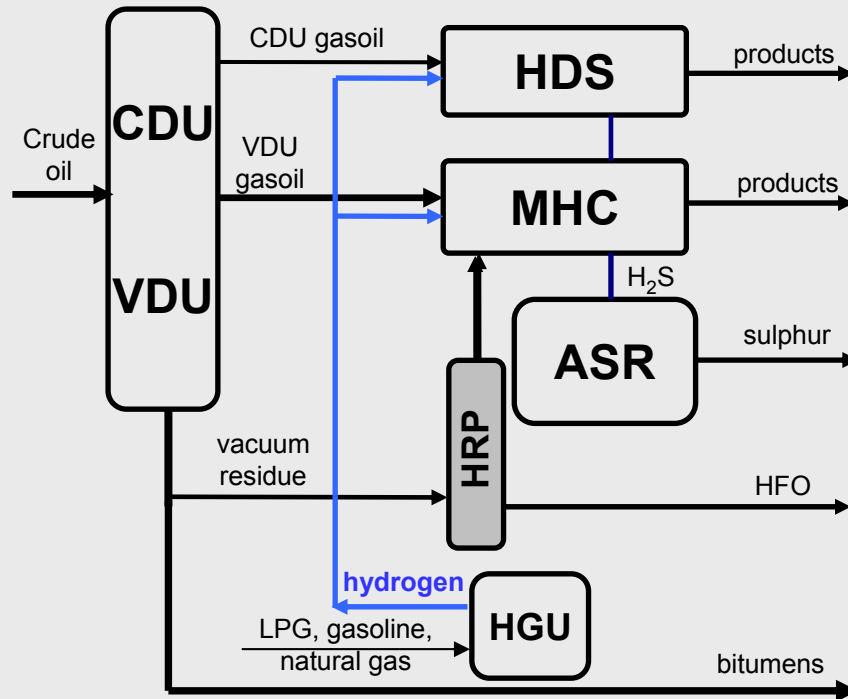 CDU gasoil
HDS
products
CDU
Crude
oil
VDU
gasoil
MHC
products
VDU
H₂S
ASR
sulphur
HRP
vacuum
residue
HFO
hydrogen
HGU
LPG, gasoline,
natural gas
bitumens